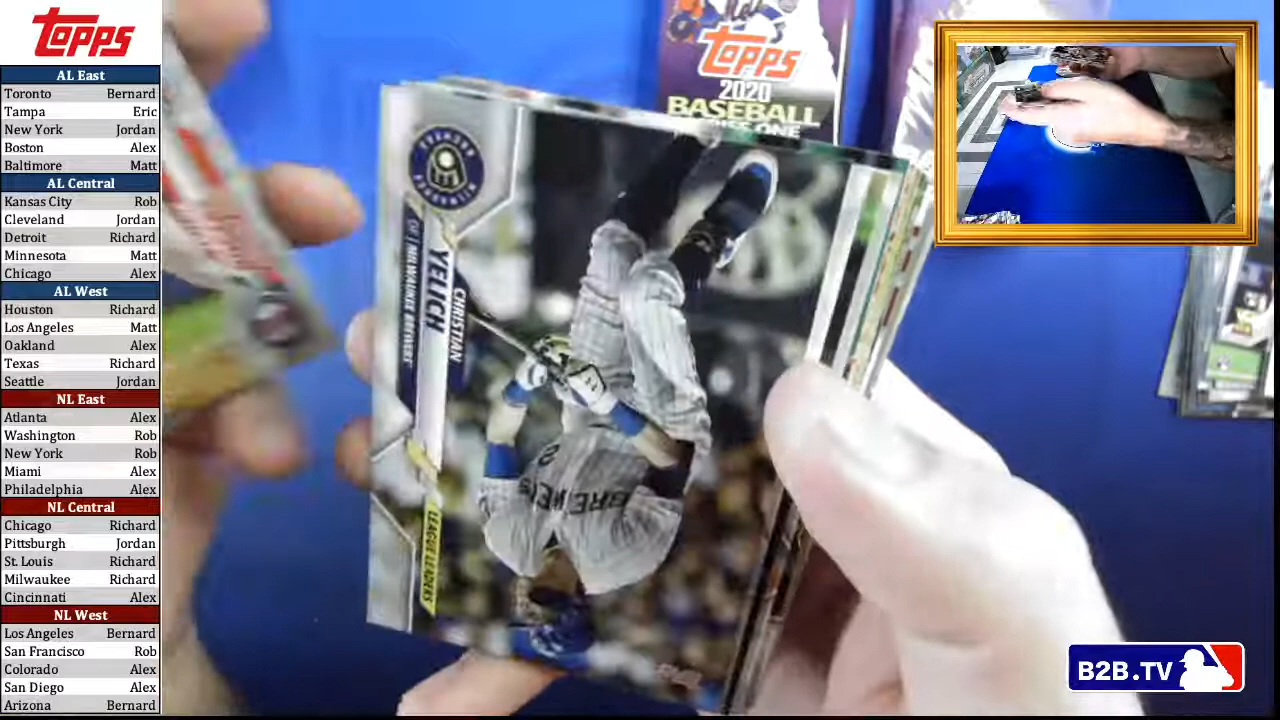 Topps
AL East
Toronto Bernard
Tampa Eric
New York Jordan
Boston Alex
Baltimore Matt
AL Central
Kansas City Rob
Cleveland Jordan
Detroit Richard
Minnesota Matt
Chicago Alex
AL West
Houston Richard
Los Angeles Matt
Oakland Alex
Texas Richard
Seattle Jordan
NL East
Atlanta Alex
Washington Rob
New York Rob
Miami Alex
Philadelphia Alex
NL Central
Chicago Richard
Pittsburgh Jordan
St. Louis Richard
Milwaukee Richard
Cincinnati Alex
NL West
Los Angeles Bernard
San Francisco Rob
Colorado Alex
San Diego Alex
Arizona Bernard
Topps
2020
BASEBALL
CHRISTIAN
YELICH
OF | MILWAUKEE BREWERS
LEAGUE LEADERS
B2B.TV